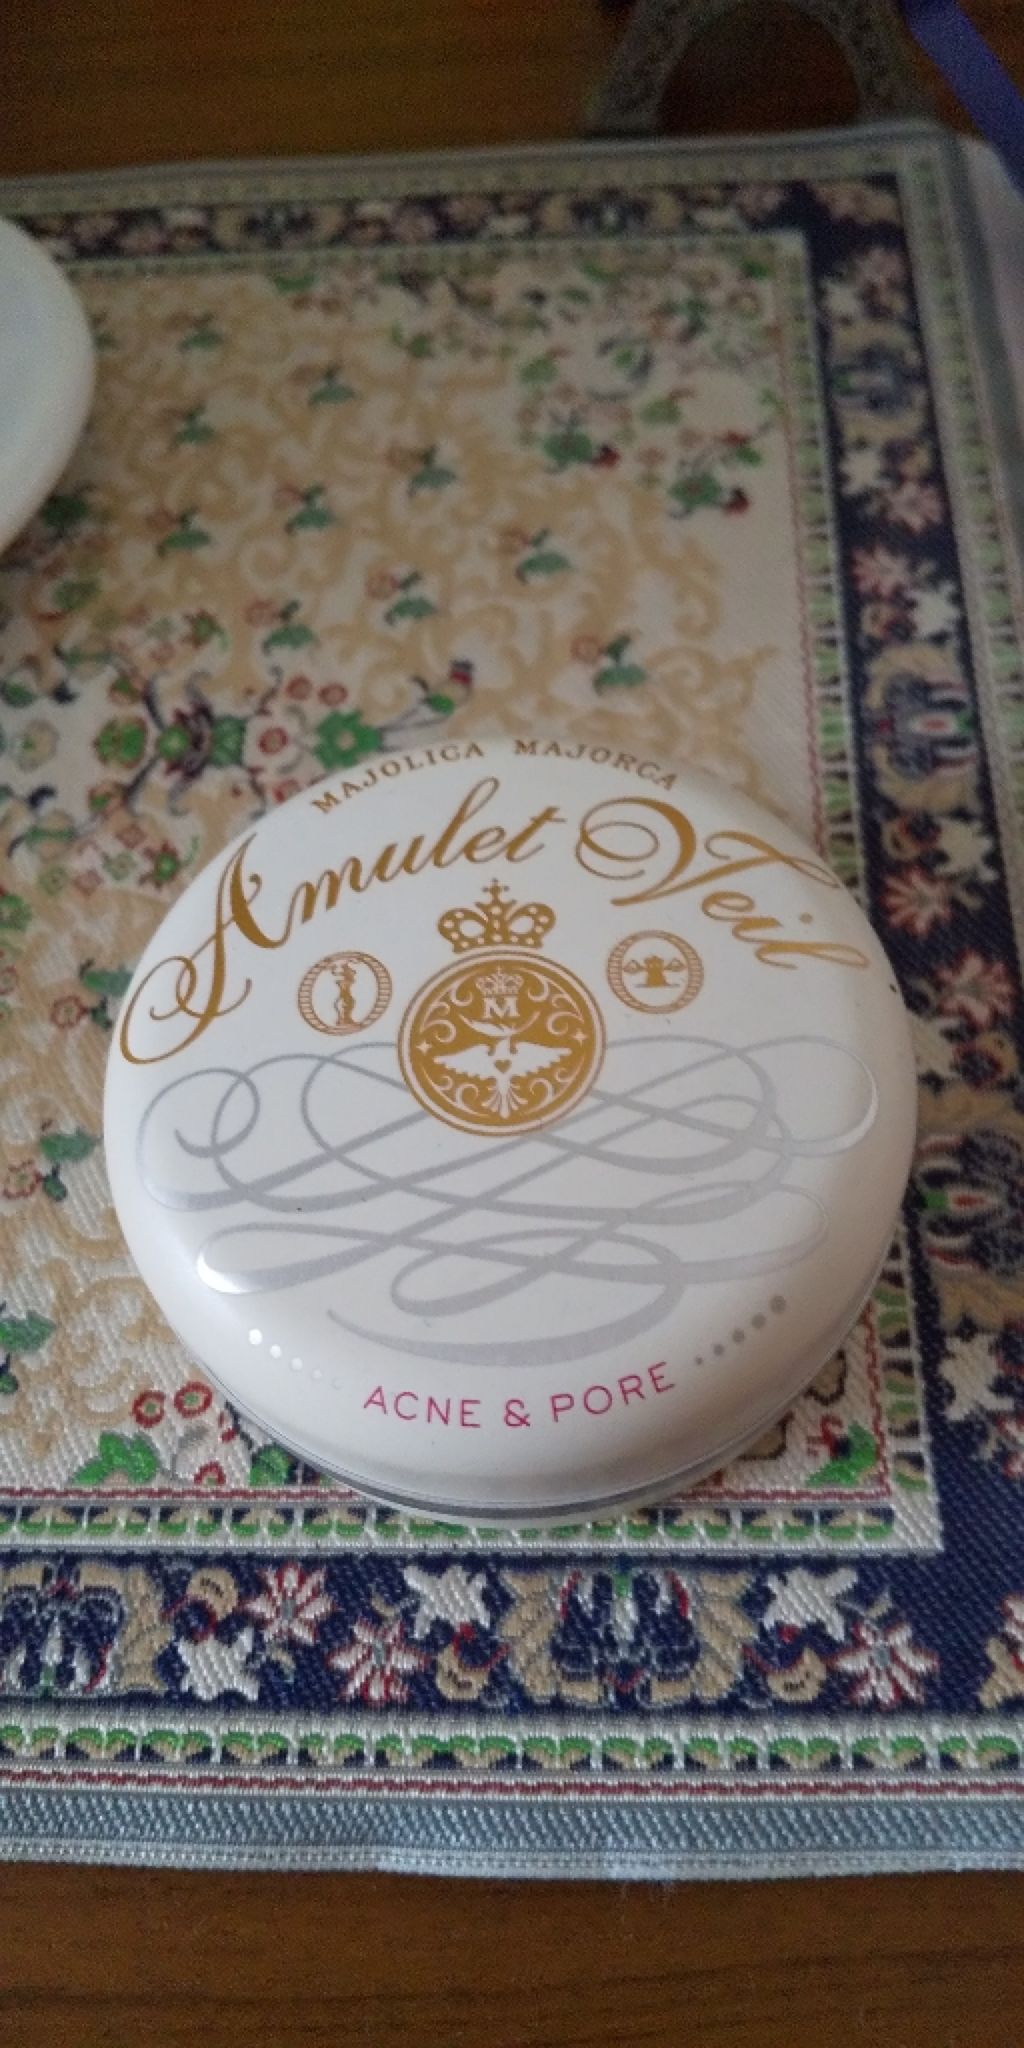 MAJOLICA MAJORCA
Amulet Veil
M
ACNE & PORE